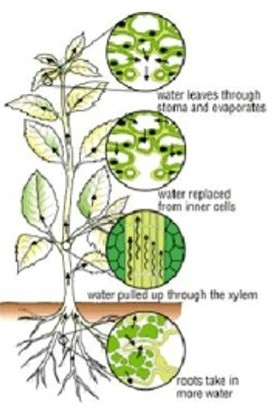 water leaves through
stoma and evaporates
water replaced
from inner cells
water pulled up through the xylem
roots take in
more water